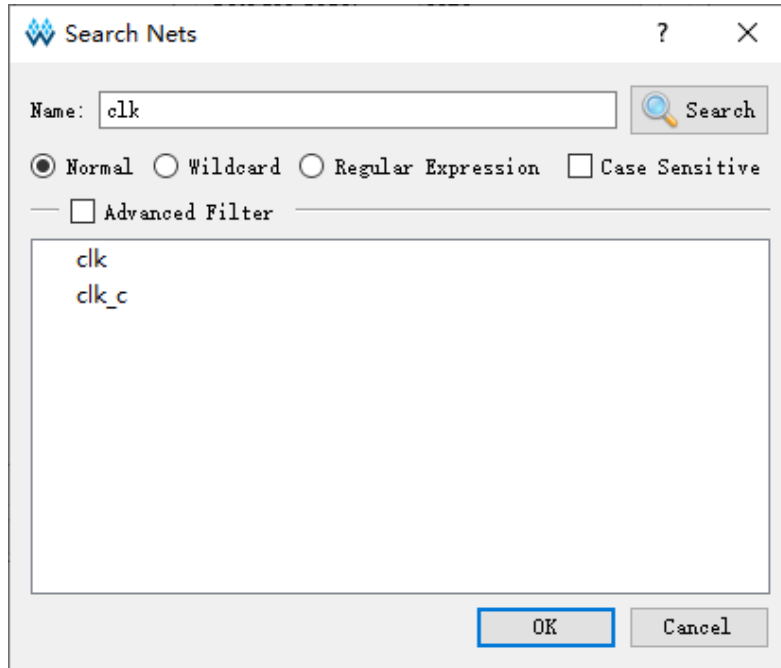 Search Nets ?
Name: clk Search
Normal Wildcard Regular Expression Case Sensitive
Advanced Filter
clk
clk_c
OK Cancel